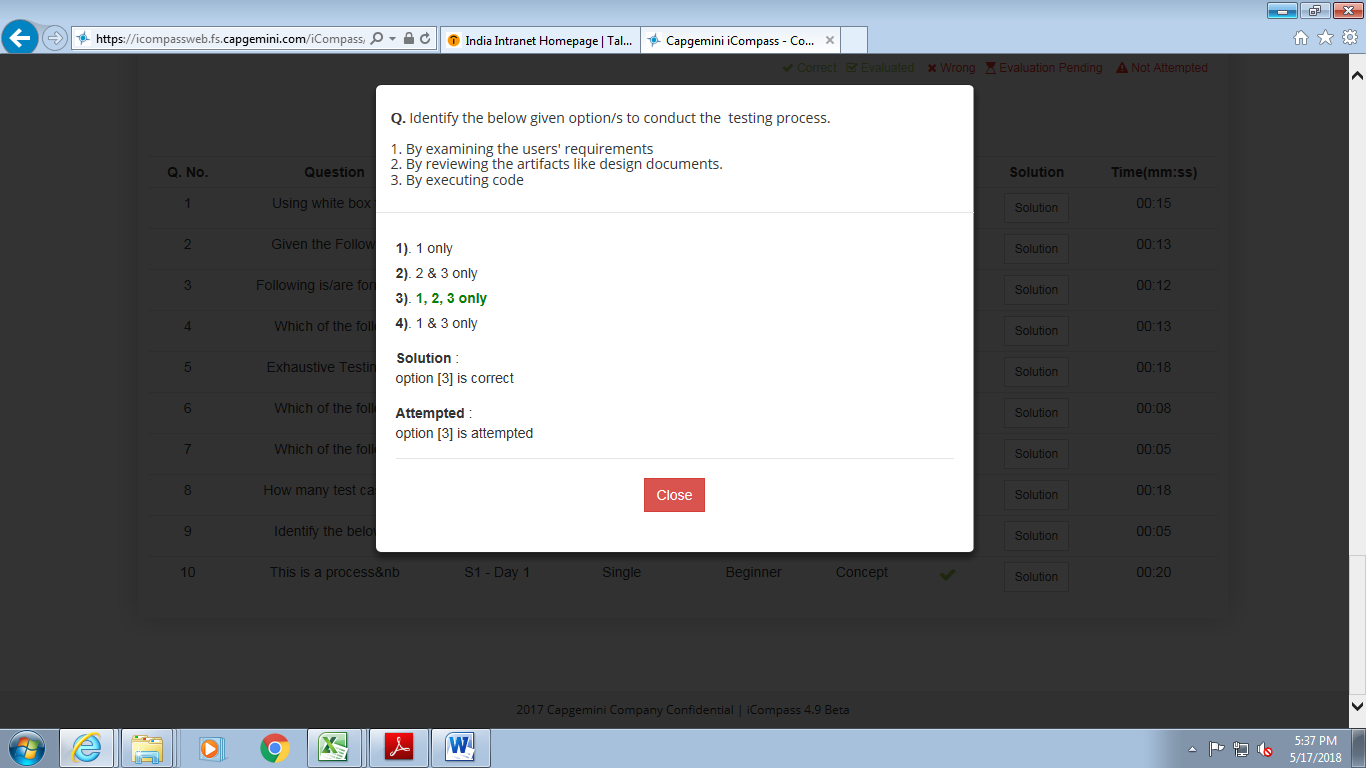 https://icompassweb.fs.capgemini.com/iCompass,
India Intranet Homepage | Tal...
Capgemini iCompass - Co...
Correct Evaluated Wrong Evaluation Pending Not Attempted
Q. Identify the below given option/s to conduct the testing process.
1. By examining the users' requirements
2. By reviewing the artifacts like design documents.
3. By executing code
1). 1 only
2). 2 & 3 only
3). 1, 2, 3 only
4). 1 & 3 only
Solution :
option [3] is correct
Attempted :
option [3] is attempted
Close
Q. No. Question Solution Time(mm:ss)
1 Using white box Solution 00:15
2 Given the Follow Solution 00:13
3 Following is/are for Solution 00:12
4 Which of the foll Solution 00:13
5 Exhaustive Testin Solution 00:18
6 Which of the foll Solution 00:08
7 Which of the foll Solution 00:05
8 How many test ca Solution 00:18
9 Identify the belo Solution 00:05
10 This is a process&nb S1 - Day 1 Single Beginner Concept Solution 00:20
2017 Capgemini Company Confidential | iCompass 4.9 Beta
5:37 PM
5/17/2018